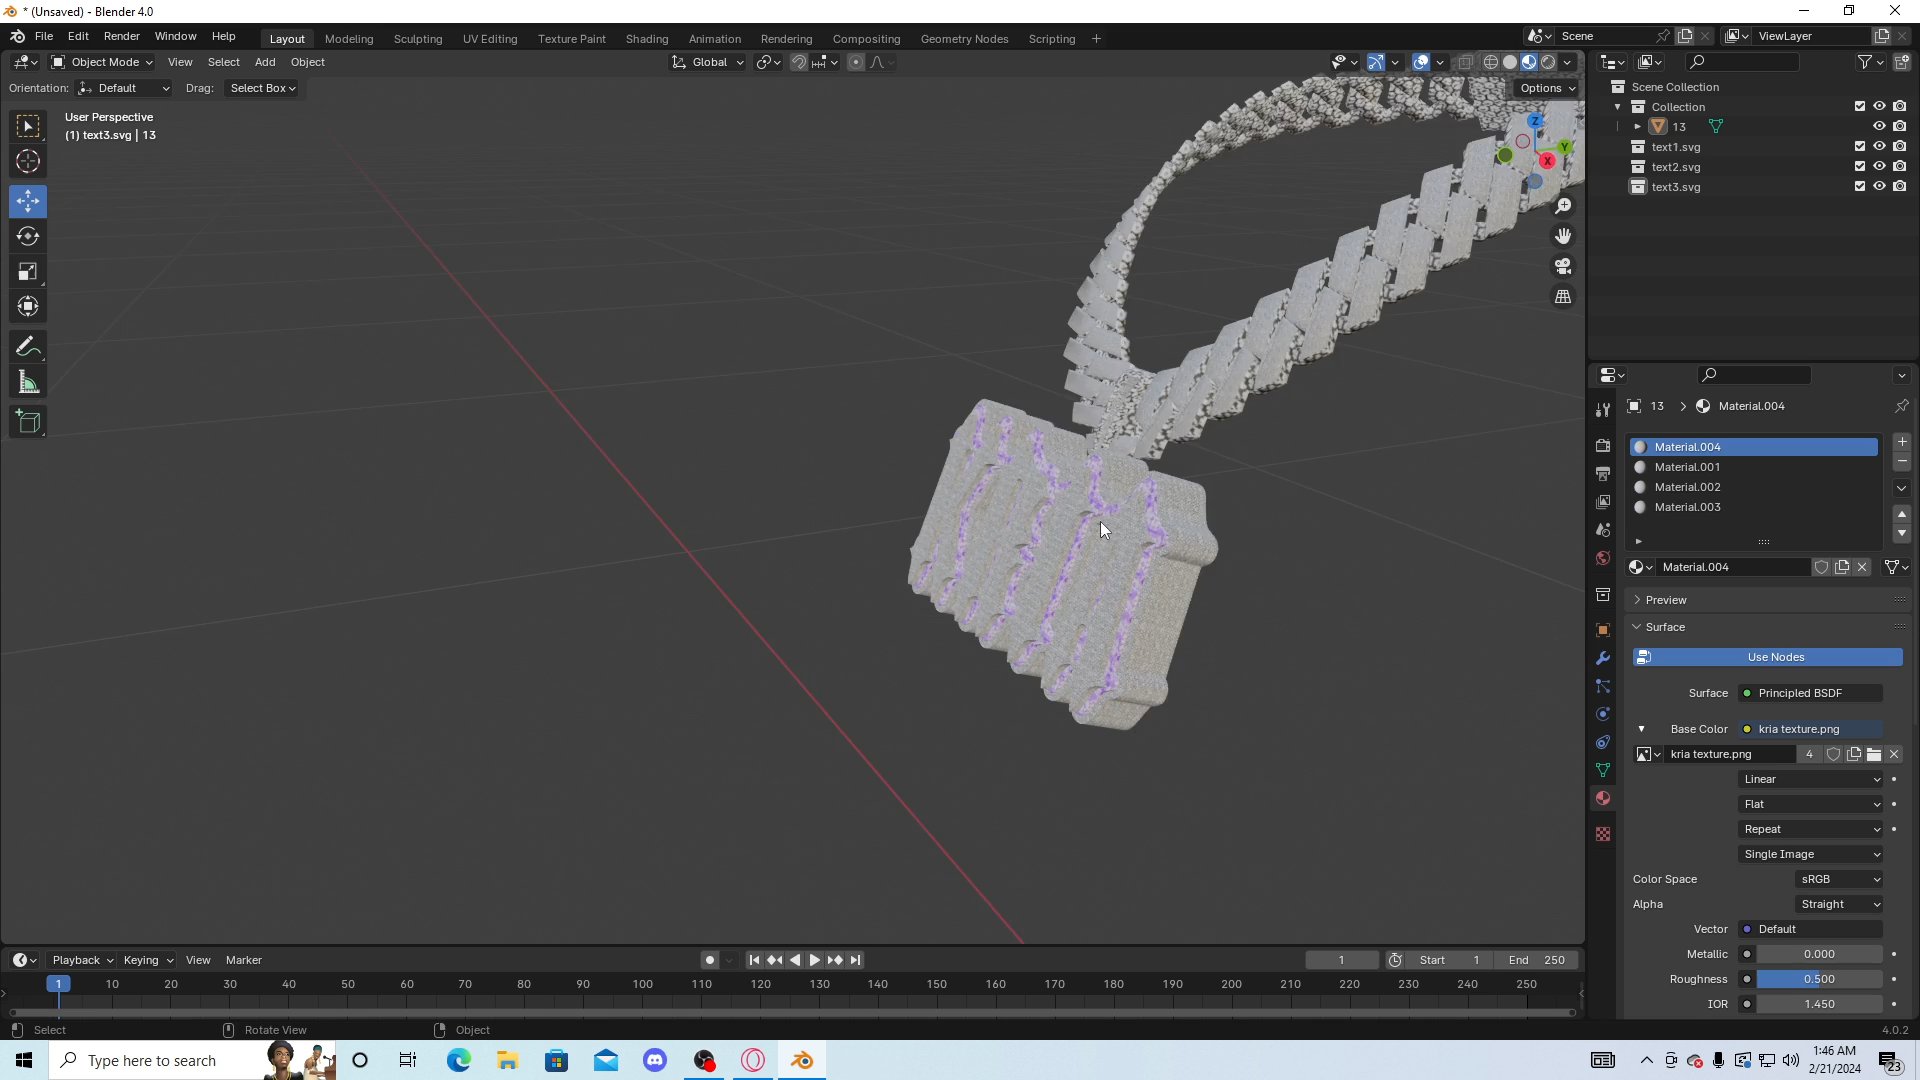 * (Unsaved) - Blender 4.0
File Edit Render Window Help
Layout Modeling Sculpting UV Editing Texture Paint Shading Animation Rendering Compositing Geometry Nodes Scripting +
Scene
ViewLayer
Object Mode View Select Add Object
Global
Orientation: Default Drag: Select Box
Options
User Perspective
(1) text3.svg | 13
Z
Y
X
Scene Collection
Collection
13
text1.svg
text2.svg
text3.svg
13 > Material.004
Material.004
Material.001
Material.002
Material.003
Material.004
Preview
Surface
Use Nodes
Surface Principled BSDF
Base Color kria texture.png
kria texture.png 4
Linear
Flat
Repeat
Single Image
Color Space sRGB
Alpha Straight
Vector Default
Metallic 0.000
Roughness 0.500
IOR 1.450
Playback Keying View Marker
1 Start 1 End 250
1 10 20 30 40 50 60 70 80 90 100 110 120 130 140 150 160 170 180 190 200 210 220 230 240 250
Select Rotate View Object
4.0.2
Type here to search
1:46 AM
2/21/2024
23